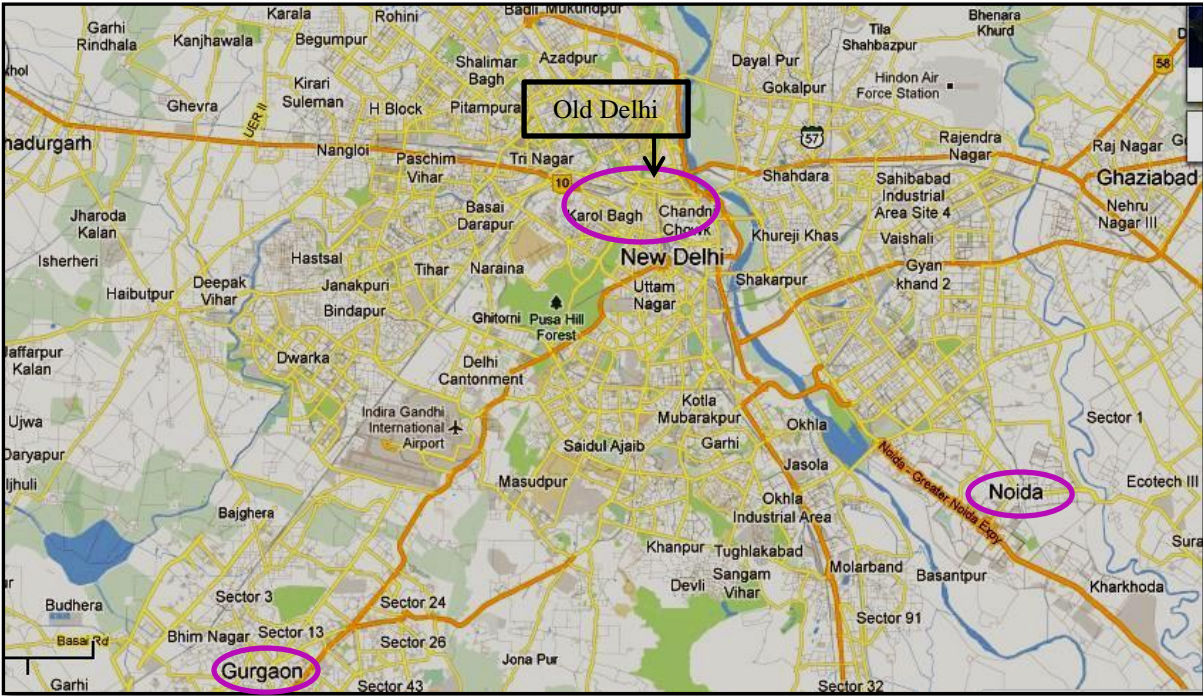 Karala
Rohini
Badli Mukundpur
Bhenara
Khurd
Garhi
Rindhala
Kanjhawala
Begumpur
Tila
Shahbazpur
Shalimar
Bagh
Azadpur
Dayal Pur
58
Kirari
Suleman
Hindon Air
Force Station
Gokalpur
Ghevra
UER II
H Block
Pitampura
Old Delhi
57
nadurgarh
Nangloi
Paschim
Vihar
Tri Nagar
10
Shahdara
Rajendra
Nagar
Raj Nagar
Ghaziabad
Sahibabad
Industrial
Area Site 4
Nehru
Nagar III
Jharoda
Kalan
Basai
Darapur
Karol Bagh
Chandni
Chowk
Khureji Khas
Vaishali
Isherheri
Hastsal
Tihar
Naraina
New Delhi
Shakarpur
Gyan
khand 2
Haibutpur
Deepak
Vihar
Janakpuri
Uttam
Nagar
Bindapur
Ghitorni
Pusa Hill
Forest
Jaffarpur
Kalan
Dwarka
Delhi
Cantonment
Kotla
Mubarakpur
Ujwa
Indira Gandhi
International
Airport
Okhla
Sector 1
Daryapur
Saidul Ajaib
Garhi
Noida - Greater Noida Expy
Jasola
ljhuli
Masudpur
Noida
Ecotech III
Bajghera
Okhla
Industrial Area
Sura
Khanpur
Tughlakabad
Molarband
Basantpur
Kharkhoda
Devli
Sangam
Vihar
Budhera
Sector 3
Sector 24
Sector 91
Basai Rd
Bhim Nagar
Sector 13
Sector 26
Gurgaon
Jona Pur
Garhi
Sector 43
Sector 32